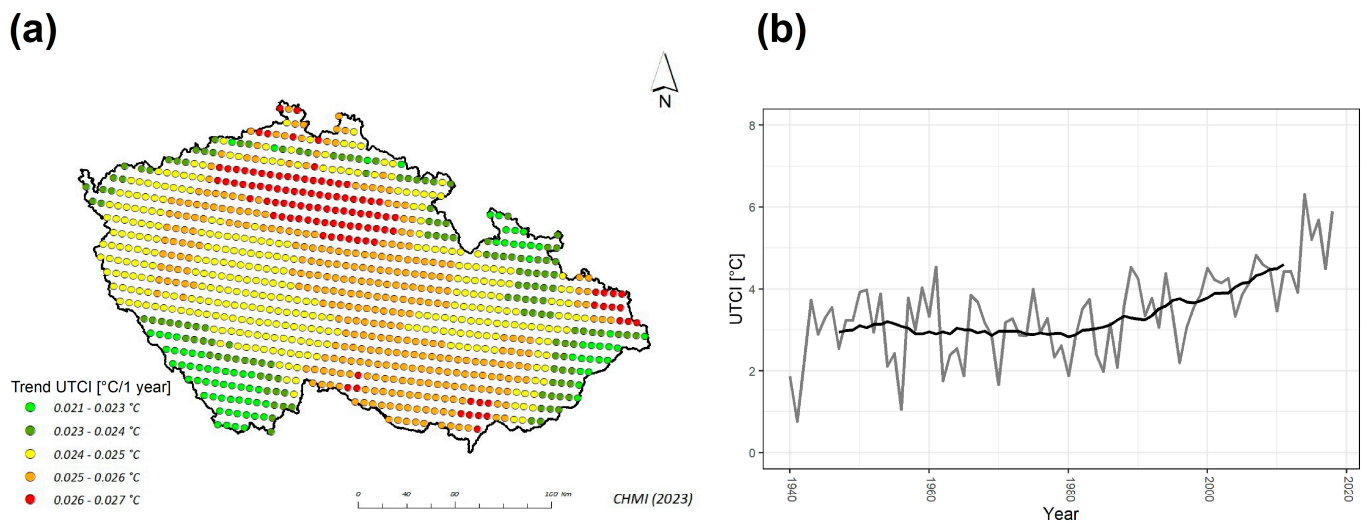 (a)
N
Trend UTCI [°C/1 year]
0.021 - 0.023 °C
0.023 - 0.024 °C
0.024 - 0.025 °C
0.025 - 0.026 °C
0.026 - 0.027 °C
0 40 80 160 Km
CHMI (2023)
(b)
UTCI [°C]
8
6
4
2
0
1940 1960 1980 2000 2020
Year